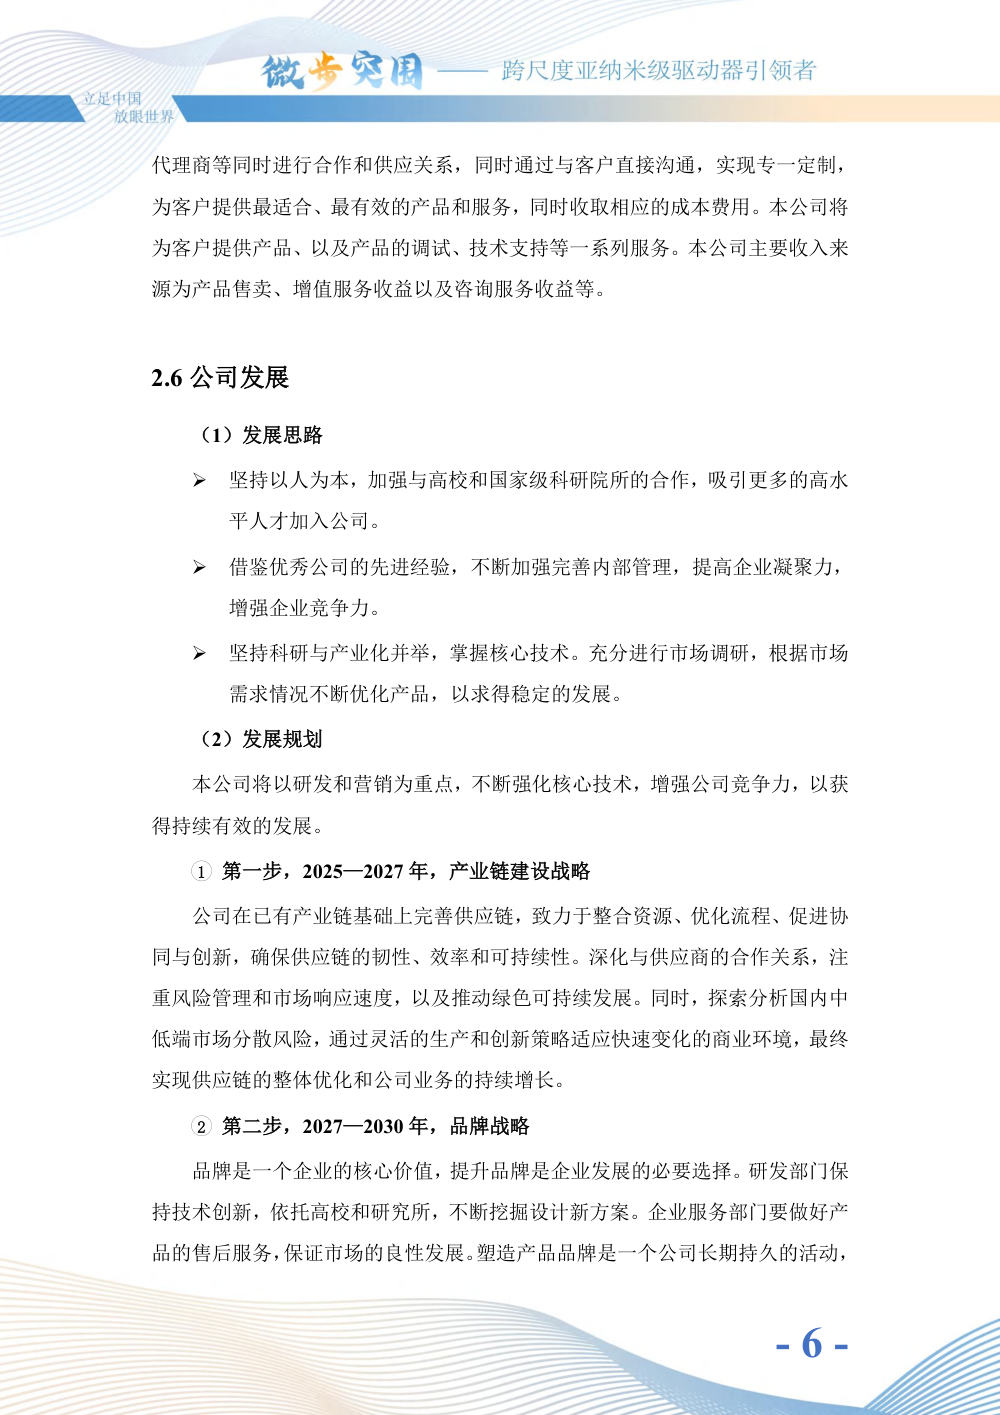 微步突围 —— 跨尺度亚纳米级驱动器引领者
立足中国
放眼世界
代理商等同时进行合作和供应关系，同时通过与客户直接沟通，实现专一定制，
为客户提供最适合、最有效的产品和服务，同时收取相应的成本费用。本公司将
为客户提供产品、以及产品的调试、技术支持等一系列服务。本公司主要收入来
源为产品售卖、增值服务收益以及咨询服务收益等。
2.6 公司发展
（1）发展思路
➢ 坚持以人为本，加强与高校和国家级科研院所的合作，吸引更多的高水
平人才加入公司。
➢ 借鉴优秀公司的先进经验，不断加强完善内部管理，提高企业凝聚力，
增强企业竞争力。
➢ 坚持科研与产业化并举，掌握核心技术。充分进行市场调研，根据市场
需求情况不断优化产品，以求得稳定的发展。
（2）发展规划
本公司将以研发和营销为重点，不断强化核心技术，增强公司竞争力，以获
得持续有效的发展。
① 第一步，2025—2027 年，产业链建设战略
公司在已有产业链基础上完善供应链，致力于整合资源、优化流程、促进协
同与创新，确保供应链的韧性、效率和可持续性。深化与供应商的合作关系，注
重风险管理和市场响应速度，以及推动绿色可持续发展。同时，探索分析国内中
低端市场分散风险，通过灵活的生产和创新策略适应快速变化的商业环境，最终
实现供应链的整体优化和公司业务的持续增长。
② 第二步，2027—2030 年，品牌战略
品牌是一个企业的核心价值，提升品牌是企业发展的必要选择。研发部门保
持技术创新，依托高校和研究所，不断挖掘设计新方案。企业服务部门要做好产
品的售后服务，保证市场的良性发展。塑造产品品牌是一个公司长期持久的活动，
- 6 -